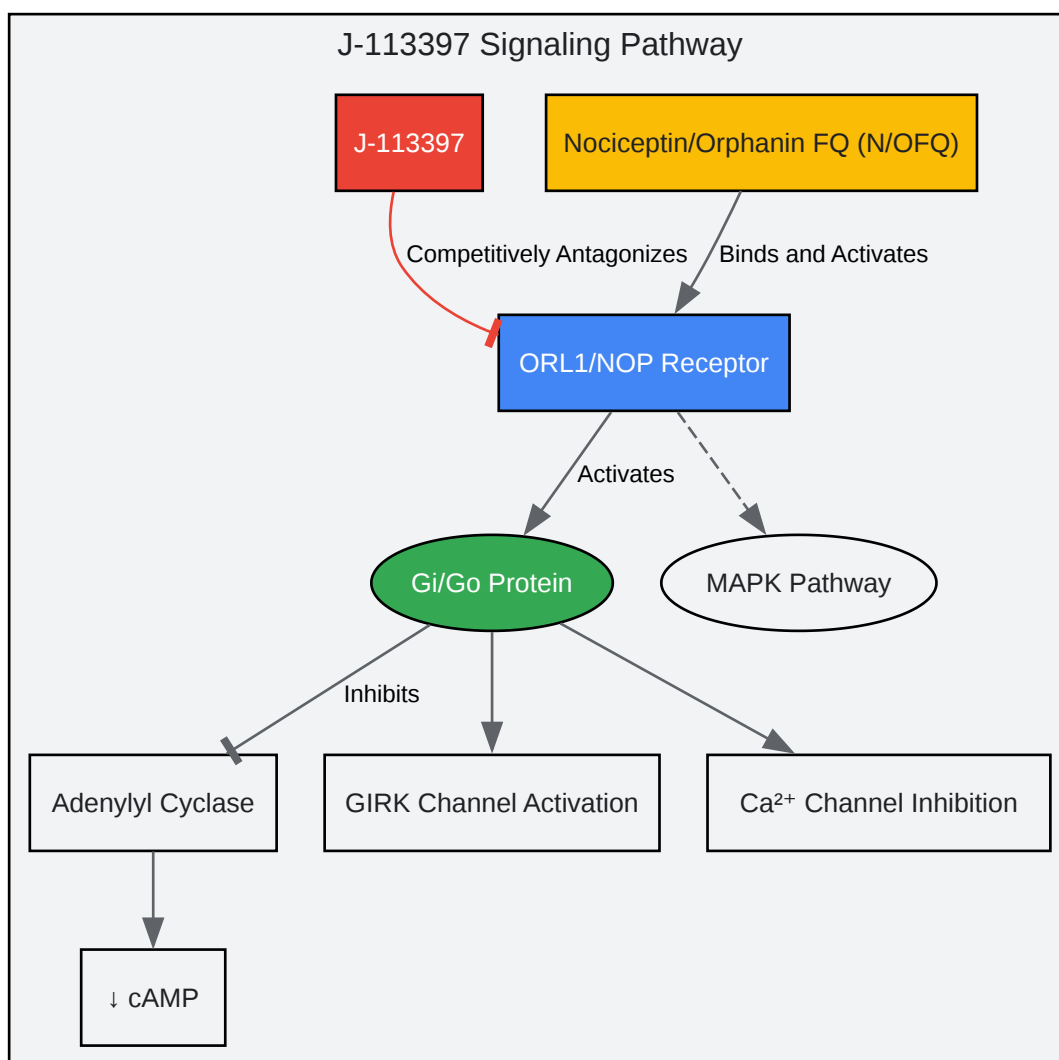 J-113397 Signaling Pathway
J-113397
Nociceptin/Orphanin FQ (N/OFQ)
Competitively Antagonizes
Binds and Activates
ORL1/NOP Receptor
Activates
Gi/Go Protein
MAPK Pathway
Inhibits
Adenylyl Cyclase
GIRK Channel Activation
Ca²⁺ Channel Inhibition
↓ cAMP